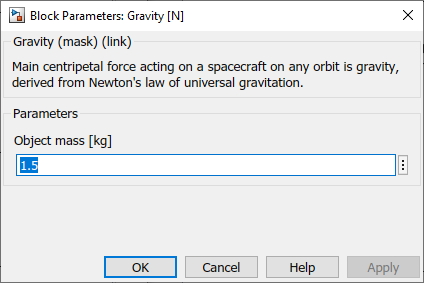 Block Parameters: Gravity [N]
Gravity (mask) (link)
Main centripetal force acting on a spacecraft on any orbit is gravity,
derived from Newton's law of universal gravitation.
Parameters
Object mass [kg]
1.5
OK Cancel Help Apply